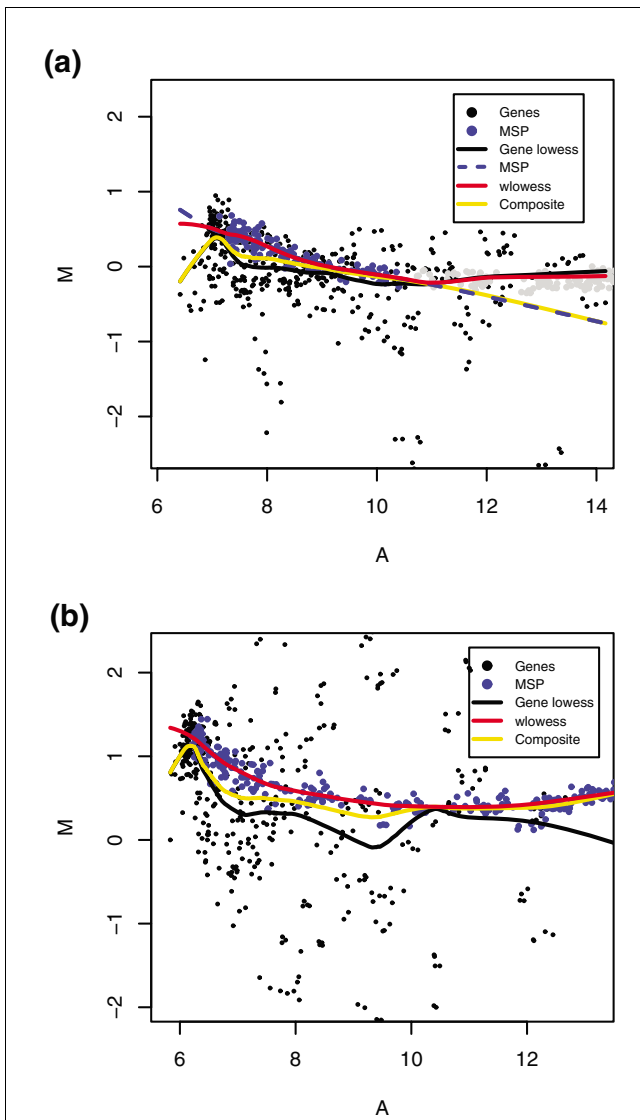 (a)
2
1
0
−1
−2
M
Genes
MSP
Gene lowess
MSP
wlowess
Composite
6 8 10 12 14
A
(b)
2
1
0
−1
−2
M
Genes
MSP
Gene lowess
wlowess
Composite
6 8 10 12
A